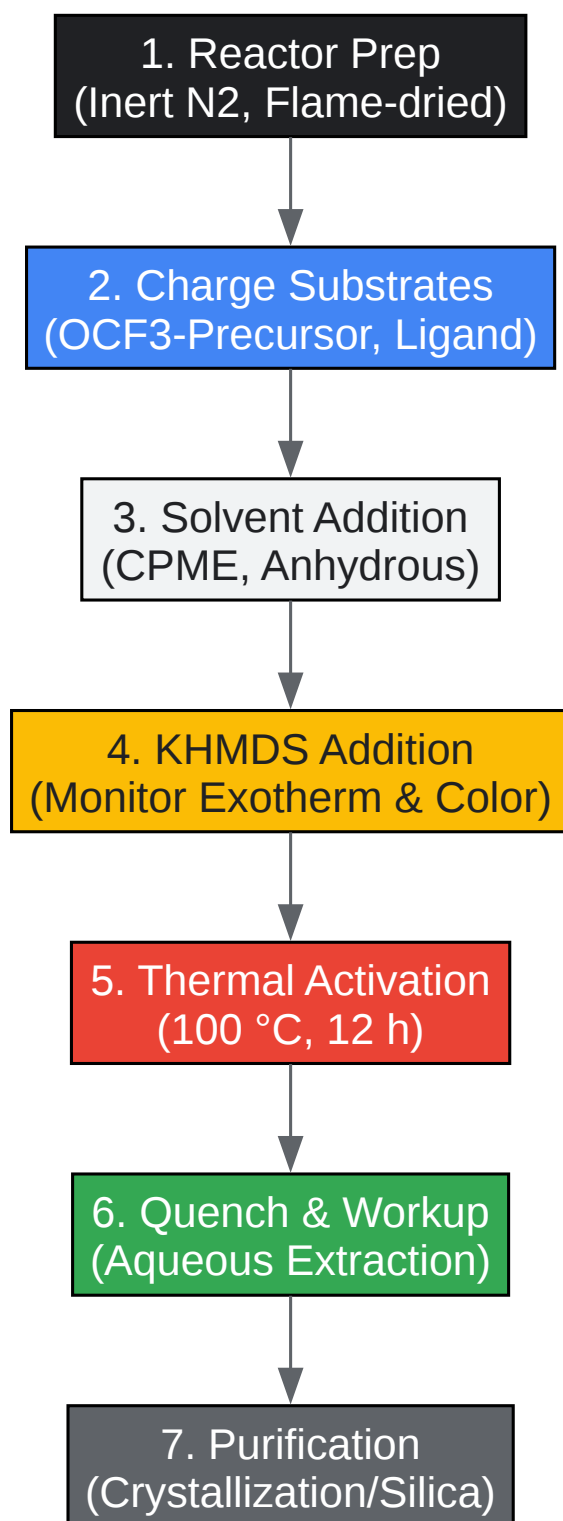 1. Reactor Prep
(Inert N2, Flame-dried)
2. Charge Substrates
(OCF3-Precursor, Ligand)
3. Solvent Addition
(CPME, Anhydrous)
4. KHMDS Addition
(Monitor Exotherm & Color)
5. Thermal Activation
(100 °C, 12 h)
6. Quench & Workup
(Aqueous Extraction)
7. Purification
(Crystallization/Silica)